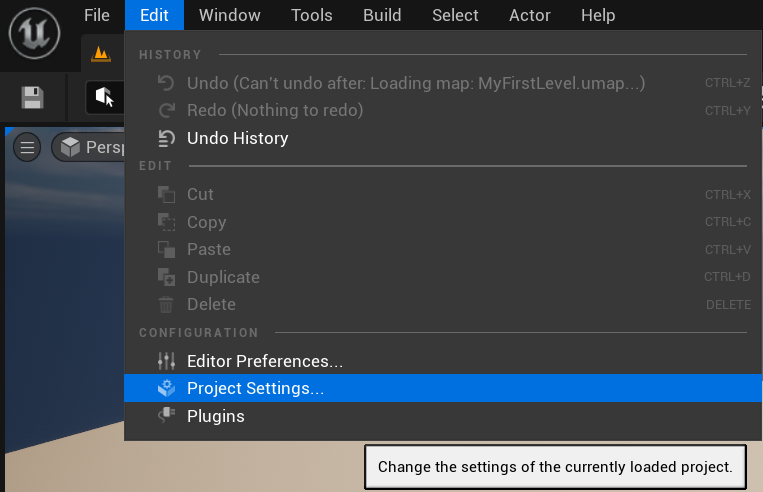 File Edit Window Tools Build Select Actor Help
HISTORY
Undo (Can't undo after: Loading map: MyFirstLevel.umap...) CTRL+Z
Redo (Nothing to redo) CTRL+Y
Undo History
Persp
EDIT
Cut CTRL+X
Copy CTRL+C
Paste CTRL+V
Duplicate CTRL+D
Delete DELETE
CONFIGURATION
Editor Preferences...
Project Settings...
Plugins
Change the settings of the currently loaded project.